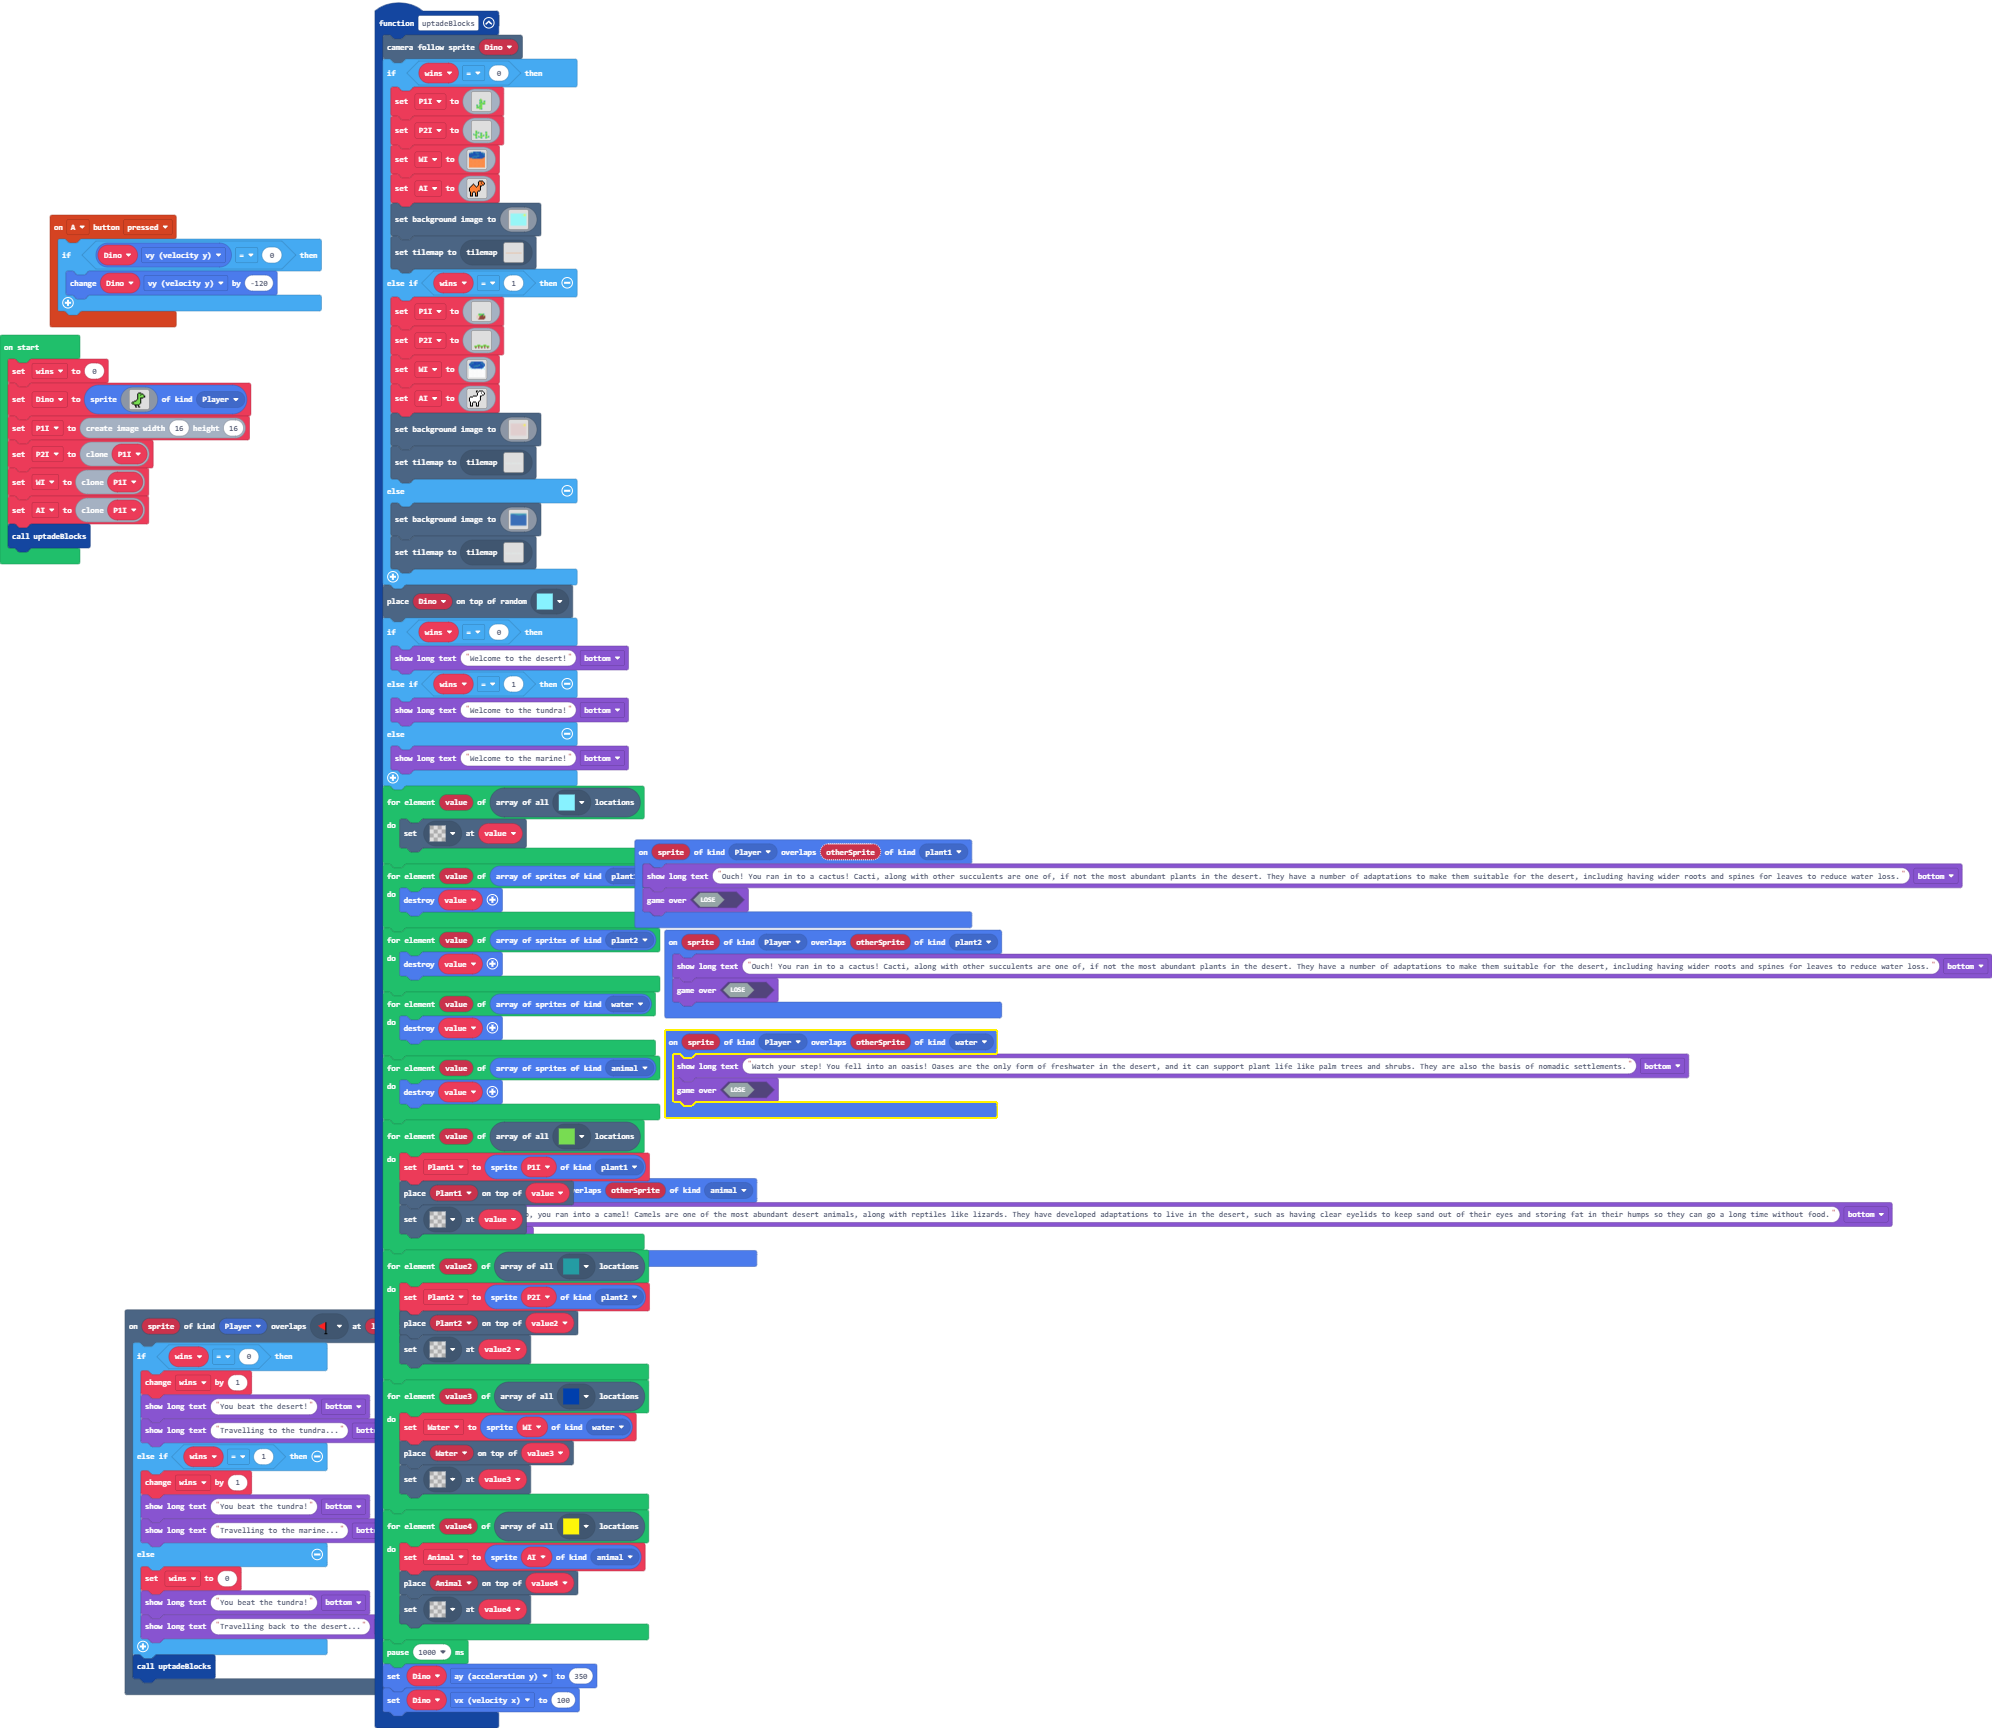 on A button pressed
if Dino vy (velocity y) = 0 then
change Dino vy (velocity y) by -120
on start
set wins to 0
set Dino to sprite of kind Player
set P1I to create image width 16 height 16
set P2I to clone P1I
set WI to clone P1I
set AI to clone P1I
call uptadeBlocks
function uptadeBlocks
camera follow sprite Dino
if wins = 0 then
set P1I to
set P2I to
set WI to
set AI to
set background image to
set tilemap to tilemap
else if wins = 1 then
set P1I to
set P2I to
set WI to
set AI to
set background image to
set tilemap to tilemap
else
set background image to
set tilemap to tilemap
place Dino on top of random
if wins = 0 then
show long text "Welcome to the desert!" bottom
else if wins = 1 then
show long text "Welcome to the tundra!" bottom
else
show long text "Welcome to the marine!" bottom
for element value of array of all locations
do set at value
for element value of array of sprites of kind
do destroy value
for element value of array of sprites of kind plant2
do destroy value
for element value of array of sprites of kind water
do destroy value
for element value of array of sprites of kind animal
do destroy value
for element value of array of all locations
do set Plant1 to sprite P1I of kind plant1
place Plant1 on top of value
set at value
for element value2 of array of all locations
do set Plant2 to sprite P2I of kind plant2
place Plant2 on top of value2
set at value2
for element value3 of array of all locations
do set Water to sprite WI of kind water
place Water on top of value3
set at value3
for element value4 of array of all locations
do set Animal to sprite AI of kind animal
place Animal on top of value4
set at value4
pause 1000 ms
set Dino ay (acceleration y) to 350
set Dino vx (velocity x) to 100
on sprite of kind Player overlaps otherSprite of kind plant1
show long text "Ouch! You ran in to a cactus! Cacti, along with other succulents are one of, if not the most abundant plants in the desert. They have a number of adaptations to make them suitable for the desert, including having wider roots and spines for leaves to reduce water loss." bottom
game over LOSE
on sprite of kind Player overlaps otherSprite of kind plant2
show long text "Ouch! You ran in to a cactus! Cacti, along with other succulents are one of, if not the most abundant plants in the desert. They have a number of adaptations to make them suitable for the desert, including having wider roots and spines for leaves to reduce water loss." bottom
game over LOSE
on sprite of kind Player overlaps otherSprite of kind water
show long text "Watch your step! You fell into an oasis! Oases are the only form of freshwater in the desert, and it can support plant life like palm trees and shrubs. They are also the basis of nomadic settlements." bottom
game over LOSE
otherSprite of kind animal
you ran into a camel! Camels are one of the most abundant desert animals, along with reptiles like lizards. They have developed adaptations to live in the desert, such as having clear eyelids to keep sand out of their eyes and storing fat in their humps so they can go a long time without food." bottom
on sprite of kind Player overlaps at
if wins = 0 then
change wins by 1
show long text "You beat the desert!" bottom
show long text "Travelling to the tundra..."
else if wins = 1 then
change wins by 1
show long text "You beat the tundra!" bottom
show long text "Travelling to the marine..."
else
set wins to 0
show long text "You beat the tundra!" bottom
show long text "Travelling back to the desert..."
call uptadeBlocks